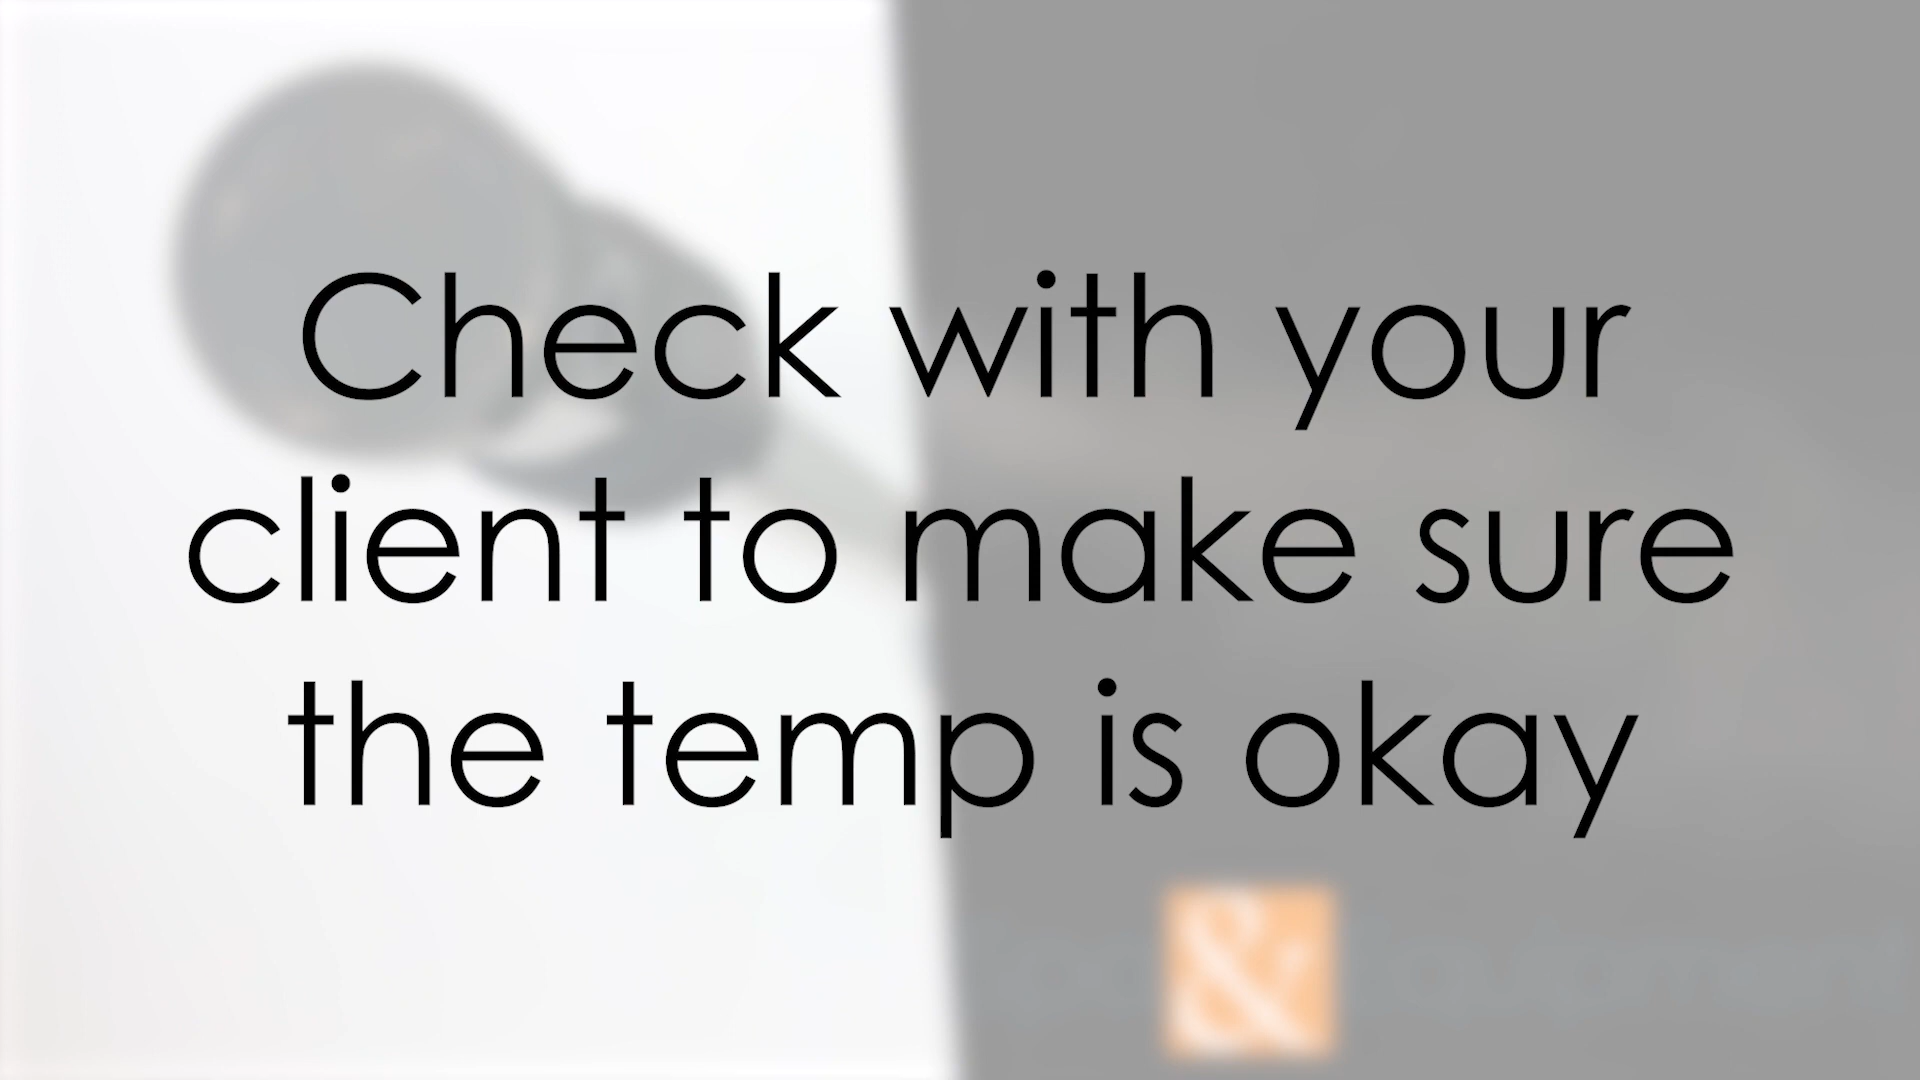 Check with your
client to make sure
the temp is okay
&